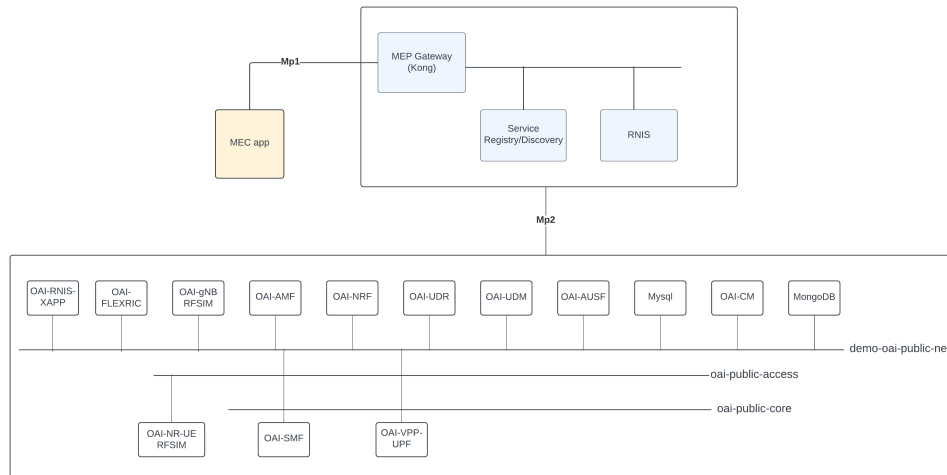 MEP Gateway
(Kong)
Mp1
MEC app
Service
Registry/Discovery
RNIS
Mp2
OAI-RNIS-
XAPP
OAI-
FLEXRIC
OAI-gNB
RFSIM
OAI-AMF
OAI-NRF
OAI-UDR
OAI-UDM
OAI-AUSF
Mysql
OAI-CM
MongoDB
demo-oai-public-ne
oai-public-access
oai-public-core
OAI-NR-UE
RFSIM
OAI-SMF
OAI-VPP-
UPF